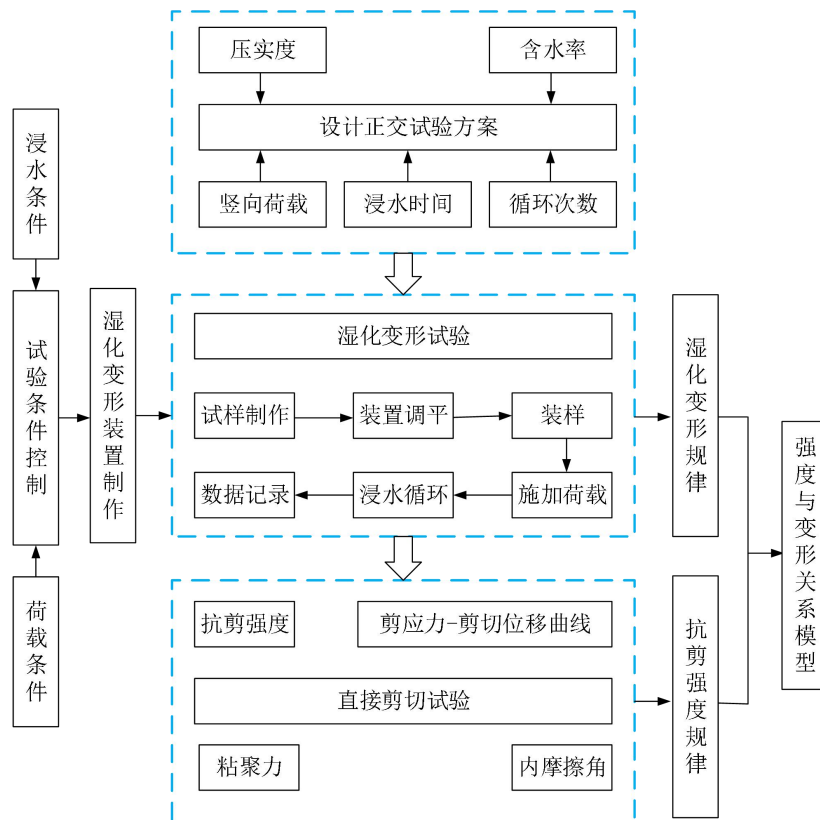 压实度
含水率
设计正交试验方案
竖向荷载
浸水时间
循环次数
浸水条件
试验条件控制
荷载条件
湿化变形装置制作
湿化变形试验
试样制作
装置调平
装样
数据记录
浸水循环
施加荷载
抗剪强度
剪应力-剪切位移曲线
直接剪切试验
粘聚力
内摩擦角
湿化变形规律
抗剪强度规律
强度与变形关系模型